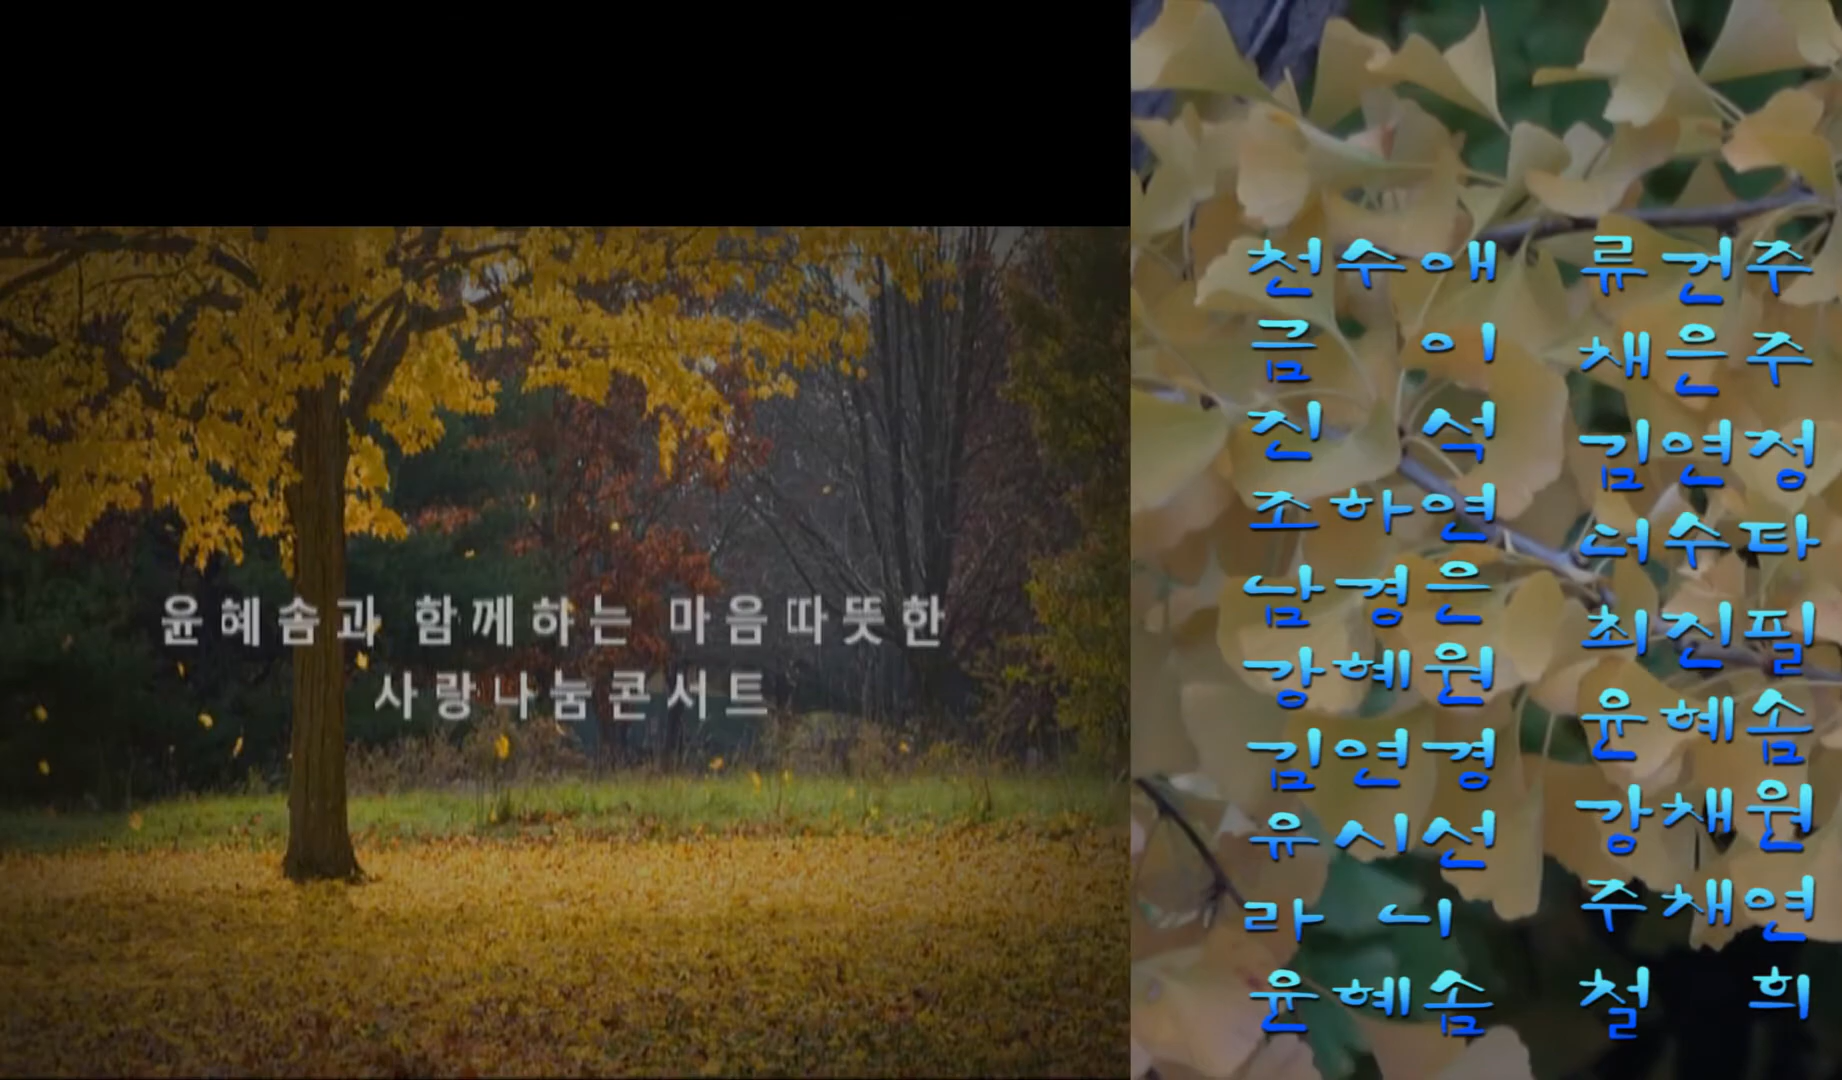 윤혜솜과 함께하는 마음따뜻한
사랑나눔콘서트
천수애
금 이
진 석
조하연
남경은
강혜원
김연경
유시선
라 니
윤혜솜
류건주
채은주
김연정
너수타
최진필
윤혜솜
강채원
주채연
철 희